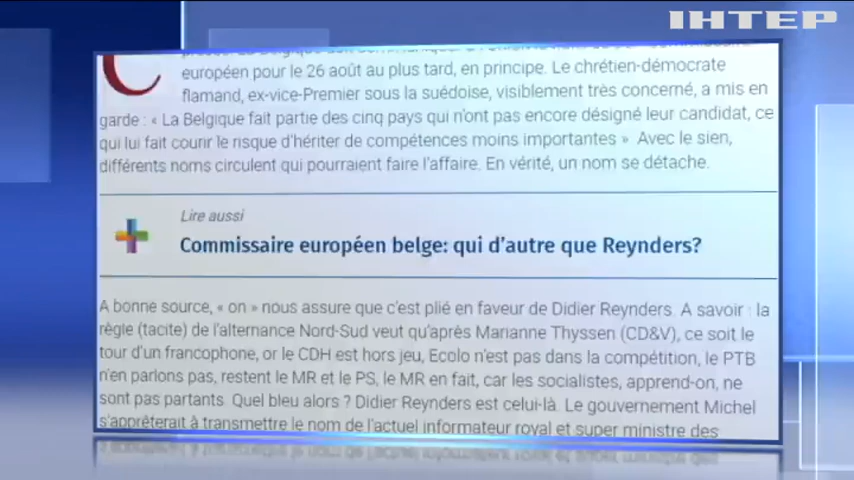 ІНТЕР
européen pour le 26 août au plus tard, en principe. Le chrétien-démocrate
flamand, ex-vice-Premier sous la suédoise, visiblement très concerné, a mis en
garde : « La Belgique fait partie des cinq pays qui n'ont pas encore désigné leur candidat, ce
qui lui fait courir le risque d'hériter de compétences moins importantes » Avec le sien,
différents noms circulent qui pourraient faire l'affaire. En vérité, un nom se détache.
Lire aussi
Commissaire européen belge: qui d'autre que Reynders?
A bonne source, « on » nous assure que c'est plié en faveur de Didier Reynders. A savoir : la
règle (tacite) de l'alternance Nord-Sud veut qu'après Marianne Thyssen (CD&V), ce soit le
tour d'un francophone, or le CDH est hors jeu, Ecolo n'est pas dans la compétition, le PTB
n'en parlons pas, restent le MR et le PS, le MR en fait, car les socialistes, apprend-on, ne
sont pas partants. Quel bleu alors ? Didier Reynders est celui-là. Le gouvernement Michel
s'apprêterait à transmettre le nom de l'actuel informateur royal et super ministre des